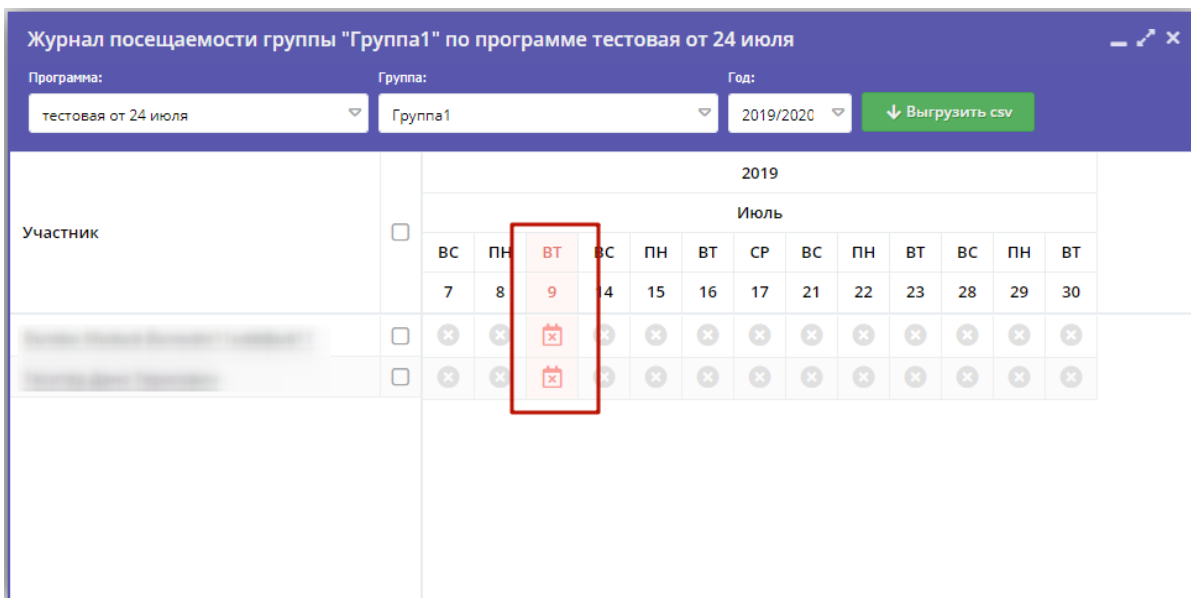 Журнал посещаемости группы "Группа1" по программе тестовая от 24 июля
Программа: Группа: Год:
тестовая от 24 июля Группа1 2019/2020 Выгрузить csv
2019
Июль
Участник
ВС ПН ВТ ВС ПН ВТ СР ВС ПН ВТ ВС ПН ВТ
7 8 9 14 15 16 17 21 22 23 28 29 30